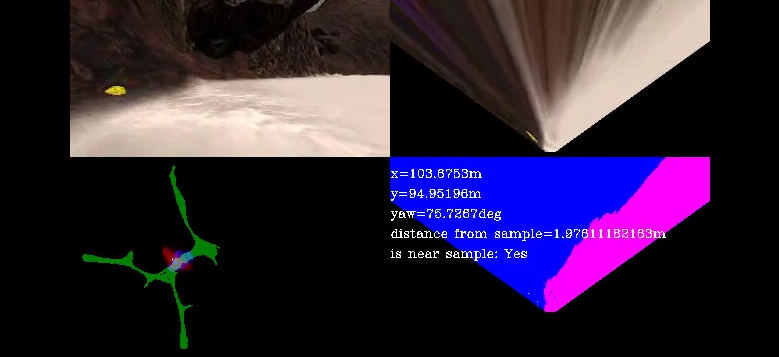 x=103.6753m
y=94.95196m
yaw=75.7267deg
distance from sample=1.97611182163m
is near sample: Yes